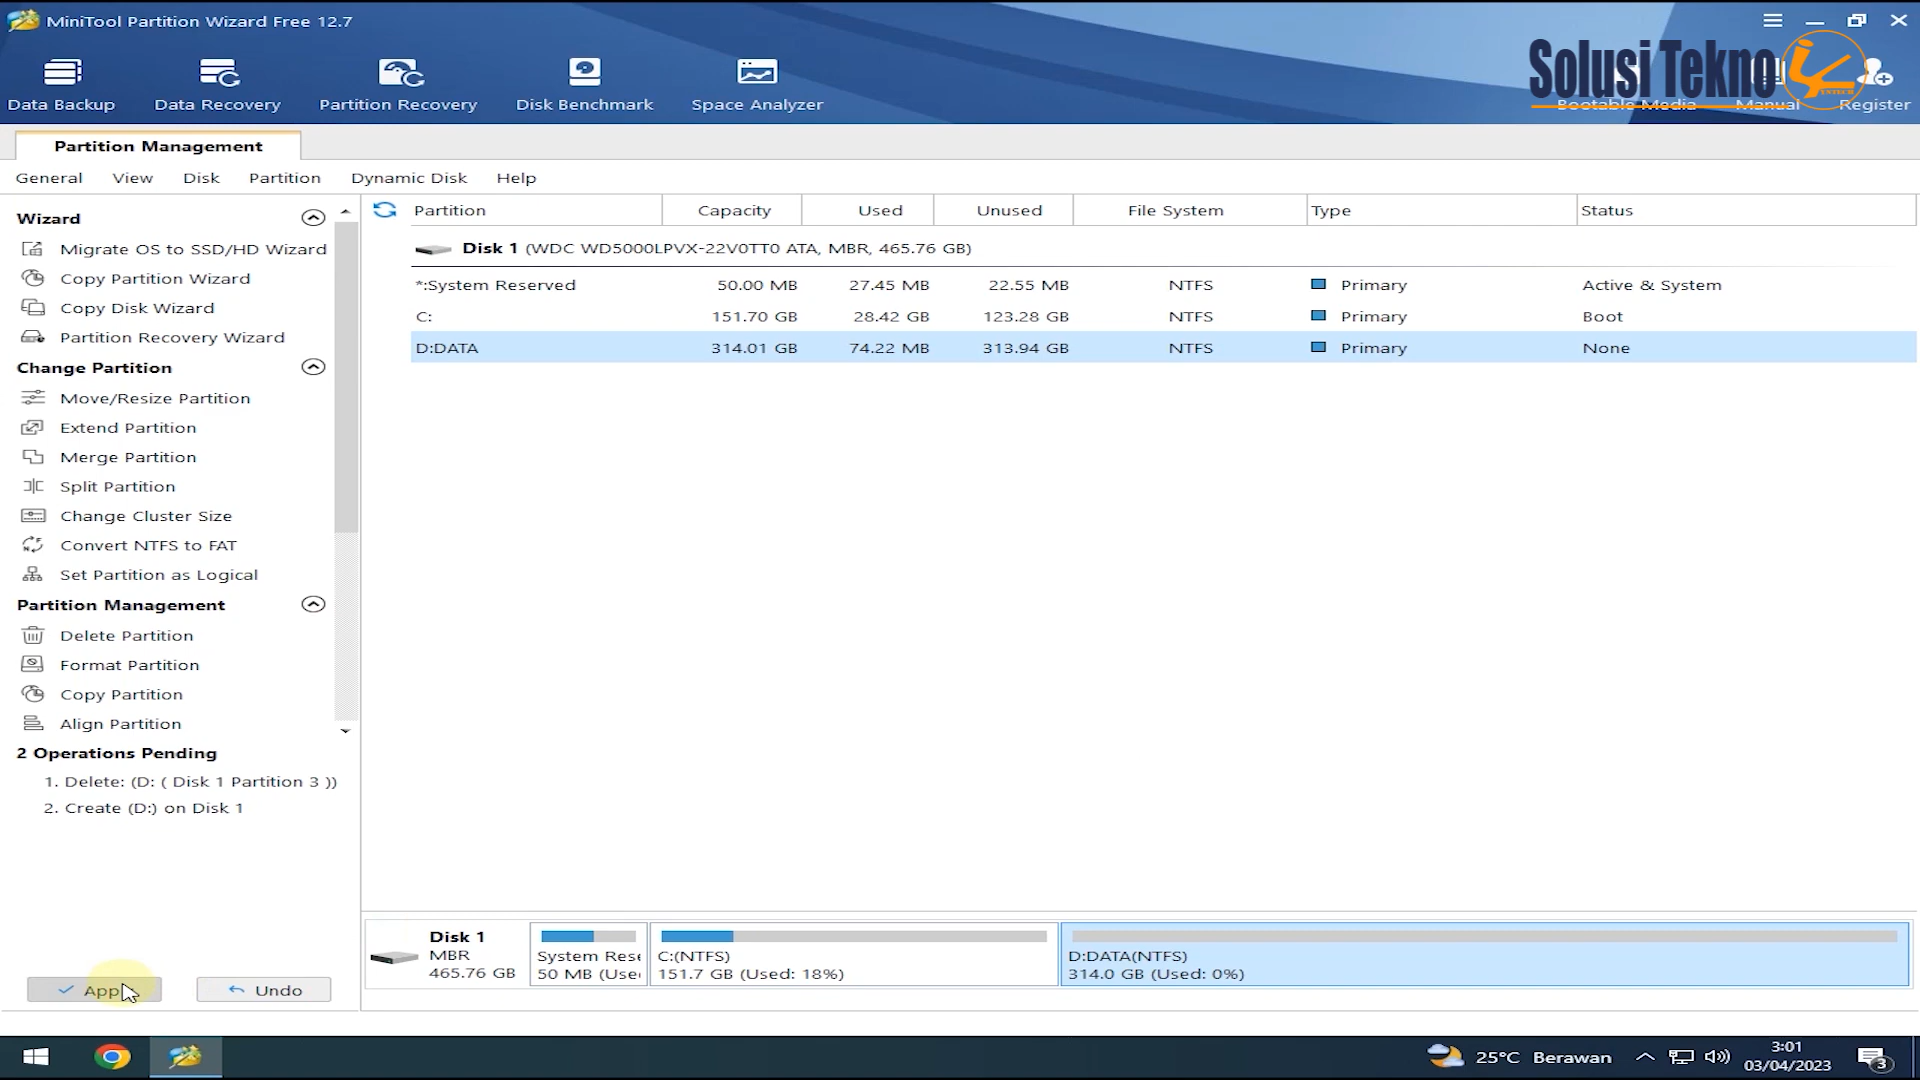 MiniTool Partition Wizard Free 12.7
Solusi Tekno
Data Backup
Data Recovery
Partition Recovery
Disk Benchmark
Space Analyzer
Bootable Media
Manual
Register
Partition Management
General View Disk Partition Dynamic Disk Help
Wizard
Migrate OS to SSD/HD Wizard
Copy Partition Wizard
Copy Disk Wizard
Partition Recovery Wizard
Change Partition
Move/Resize Partition
Extend Partition
Merge Partition
Split Partition
Change Cluster Size
Convert NTFS to FAT
Set Partition as Logical
Partition Management
Delete Partition
Format Partition
Copy Partition
Align Partition
2 Operations Pending
1. Delete: (D: ( Disk 1 Partition 3 ))
2. Create (D:) on Disk 1
Undo
Partition Capacity Used Unused File System Type Status
Disk 1 (WDC WD5000LPVX-22V0TT0 ATA, MBR, 465.76 GB)
*:System Reserved 50.00 MB 27.45 MB 22.55 MB NTFS Primary Active & System
C: 151.70 GB 28.42 GB 123.28 GB NTFS Primary Boot
D:DATA 314.01 GB 74.22 MB 313.94 GB NTFS Primary None
Disk 1
MBR
465.76 GB
System Rese
50 MB (Used
C:(NTFS)
151.7 GB (Used: 18%)
D:DATA(NTFS)
314.0 GB (Used: 0%)
25°C Berawan
3:01
03/04/2023
3